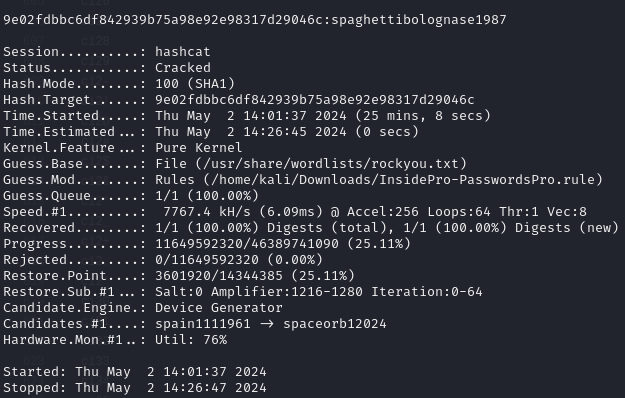 9e02fdbbc6df842939b75a98e92e98317d29046c:spaghettibolognase1987
Session..........: hashcat
Status...........: Cracked
Hash.Mode........: 100 (SHA1)
Hash.Target......: 9e02fdbbc6df842939b75a98e92e98317d29046c
Time.Started.....: Thu May  2 14:01:37 2024 (25 mins, 8 secs)
Time.Estimated...: Thu May  2 14:26:45 2024 (0 secs)
Kernel.Feature...: Pure Kernel
Guess.Base.......: File (/usr/share/wordlists/rockyou.txt)
Guess.Mod........: Rules (/home/kali/Downloads/InsidePro-PasswordsPro.rule)
Guess.Queue......: 1/1 (100.00%)
Speed.#1.........:  7767.4 kH/s (6.09ms) @ Accel:256 Loops:64 Thr:1 Vec:8
Recovered........: 1/1 (100.00%) Digests (total), 1/1 (100.00%) Digests (new)
Progress.........: 11649592320/46389741090 (25.11%)
Rejected.........: 0/11649592320 (0.00%)
Restore.Point....: 3601920/14344385 (25.11%)
Restore.Sub.#1...: Salt:0 Amplifier:1216-1280 Iteration:0-64
Candidate.Engine.: Device Generator
Candidates.#1....: spain1111961 -> spaceorb12024
Hardware.Mon.#1..: Util: 76%
Started: Thu May  2 14:01:37 2024
Stopped: Thu May  2 14:26:47 2024